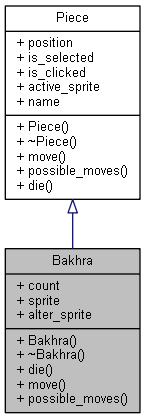 Piece
+ position
+ is_selected
+ is_clicked
+ active_sprite
+ name
+ Piece()
+ ~Piece()
+ move()
+ possible_moves()
+ die()
Bakhra
+ count
+ sprite
+ alter_sprite
+ Bakhra()
+ ~Bakhra()
+ die()
+ move()
+ possible_moves()